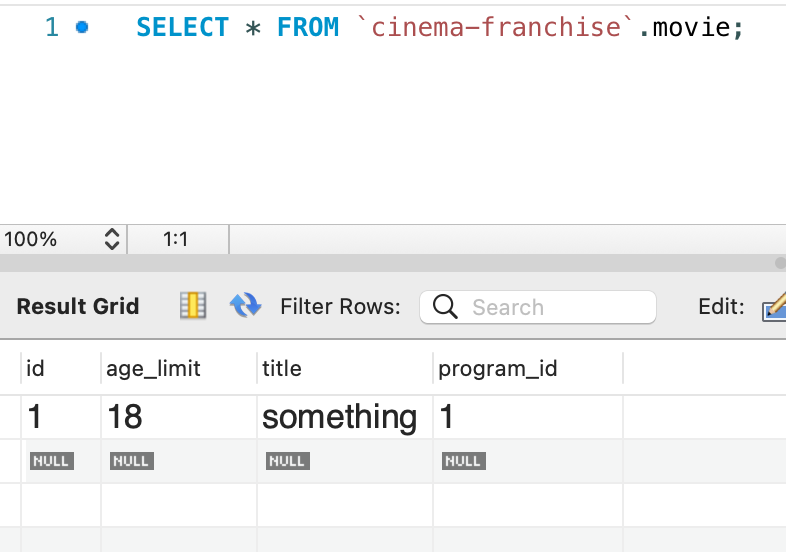 1 SELECT * FROM `cinema-franchise`.movie;
100% 1:1
Result Grid Filter Rows: Search Edit:
id age_limit title program_id
1 18 something 1
NULL NULL NULL NULL